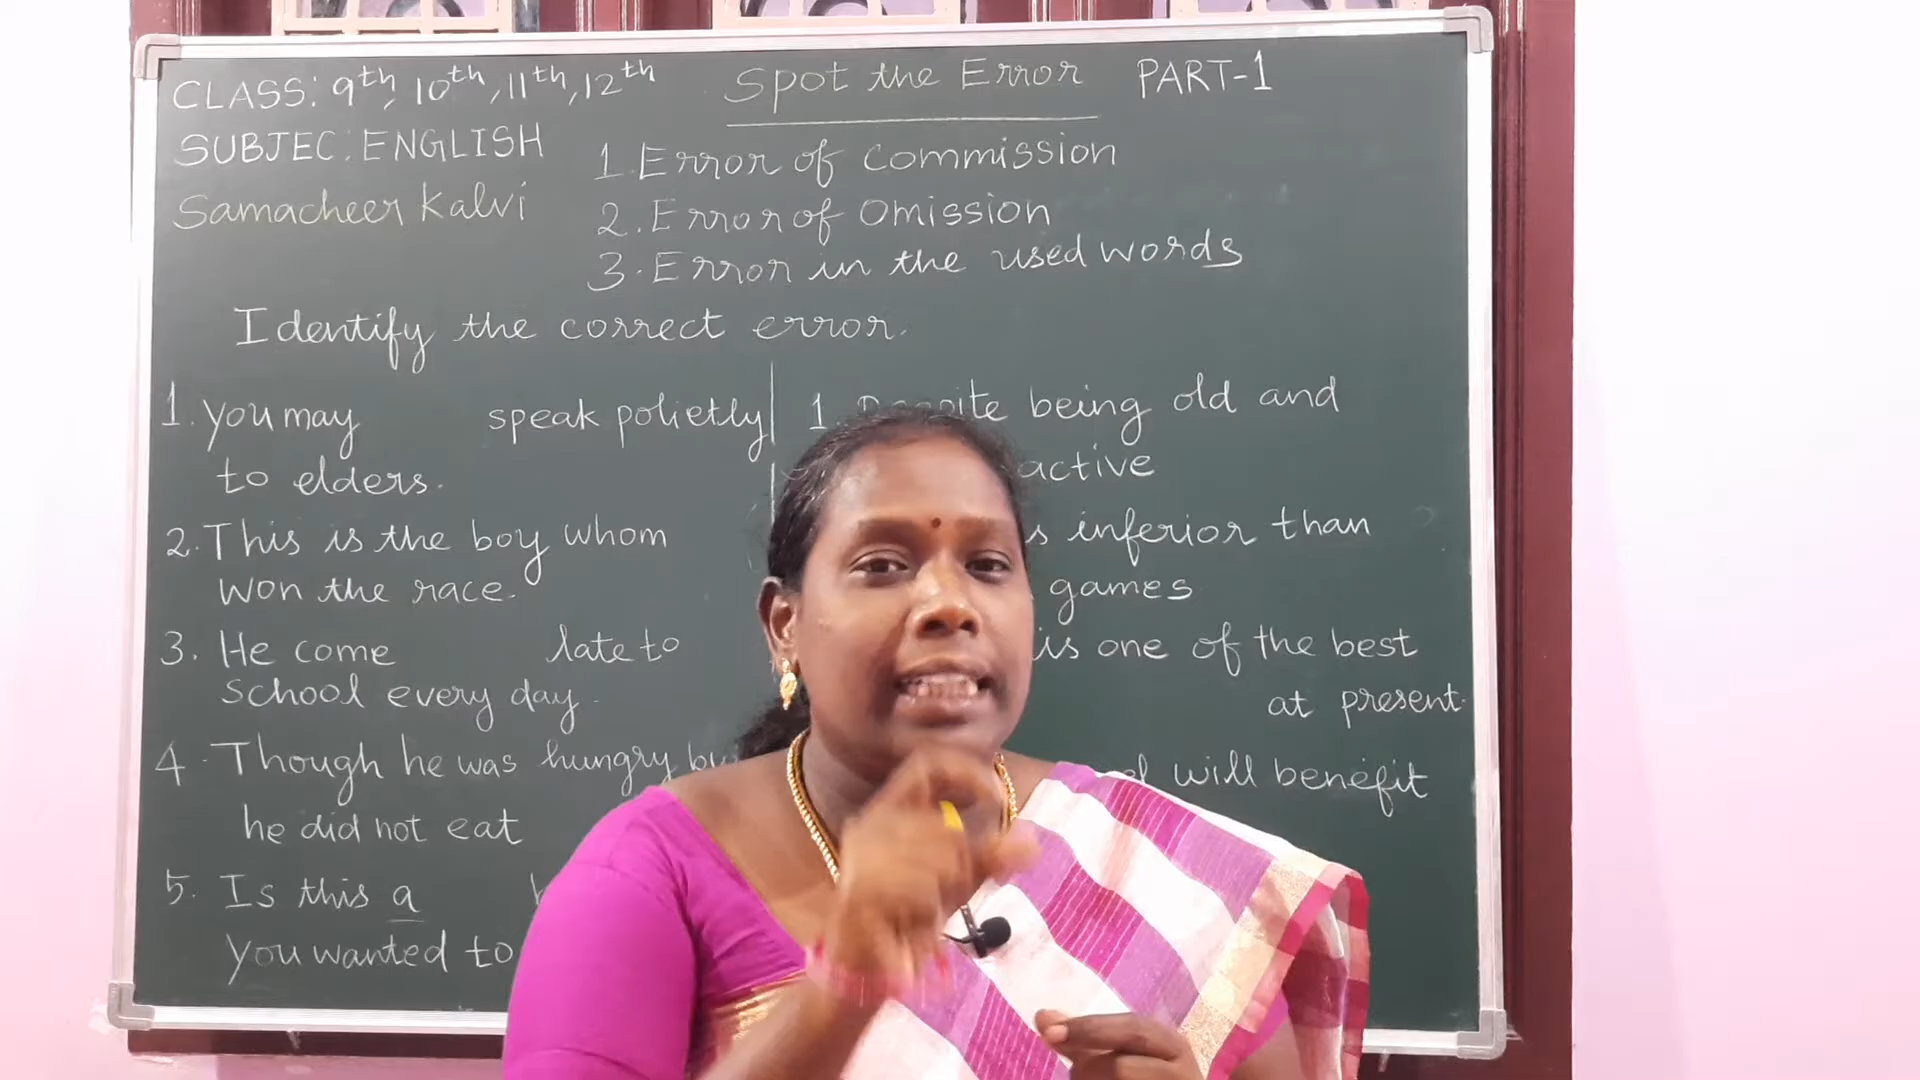 CLASS: 9th, 10th, 11th, 12th
Spot the Error PART-1
SUBJEC: ENGLISH
Samacheer Kalvi
1. Error of Commission
2. Error of Omission
3. Error in the used words
Identify the correct error.
1. you may speak polietly
to elders.
2. This is the boy whom
won the race.
3. He come late to
School every day.
4. Though he was hungry
he did not eat
5. Is this a
you wanted to
1. Despite being old and
active
inferior than
games
is one of the best
at present.
will benefit